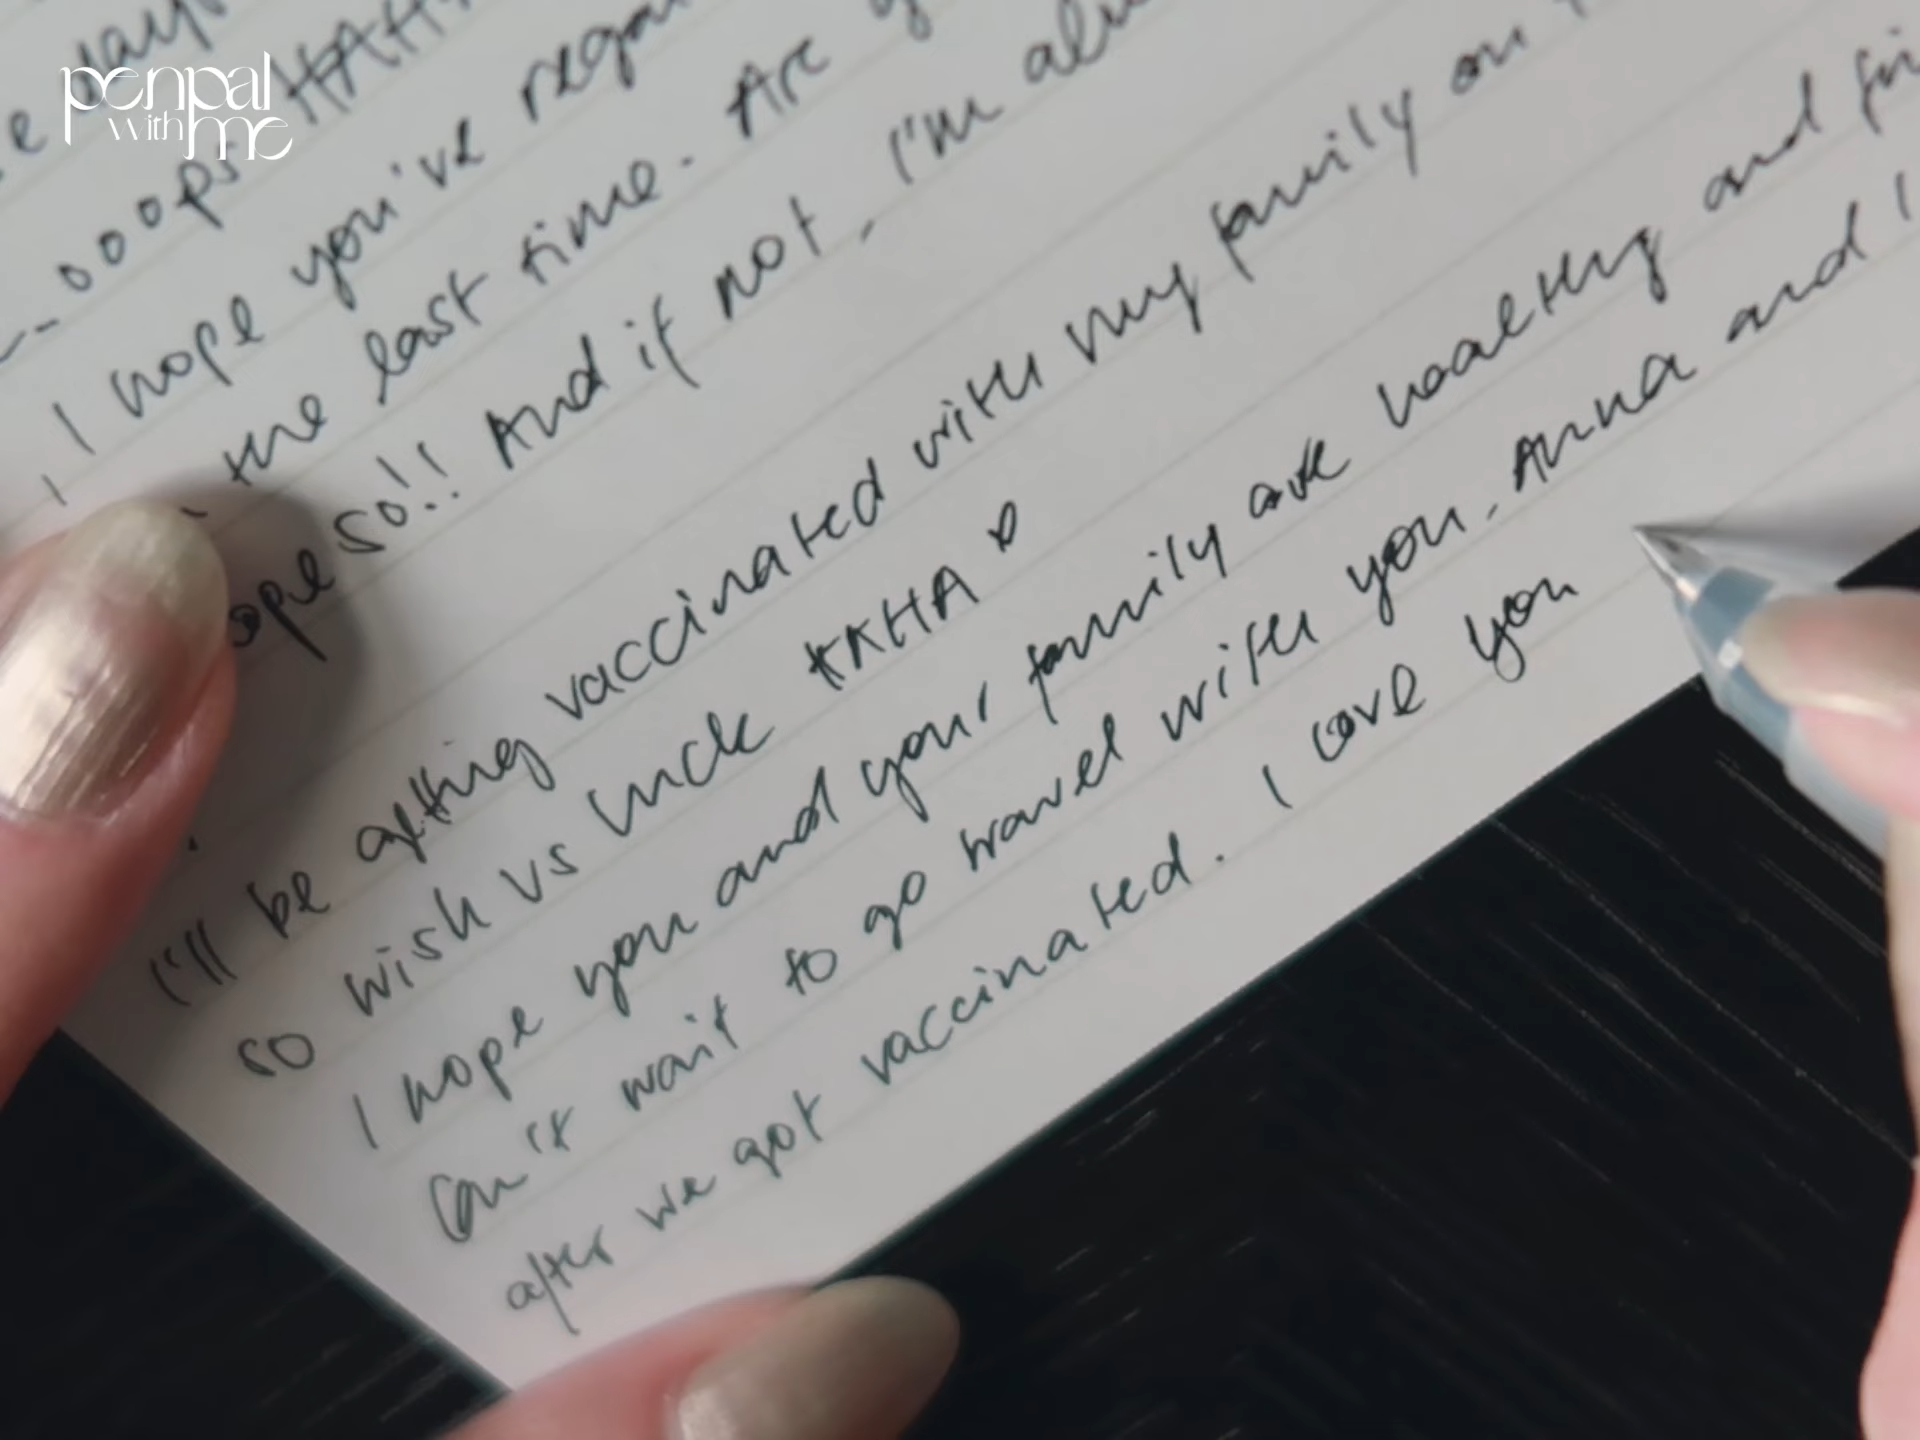 penpal
with me
ooops HAHA
I hope you've
the last time. Are
so!! And if not, I'm
I'll be getting vaccinated with my family on
so wish us luck HAHA ♡
I hope you and your family are healthy and
can't wait to go travel with you, Anna and
after we got vaccinated. I love you